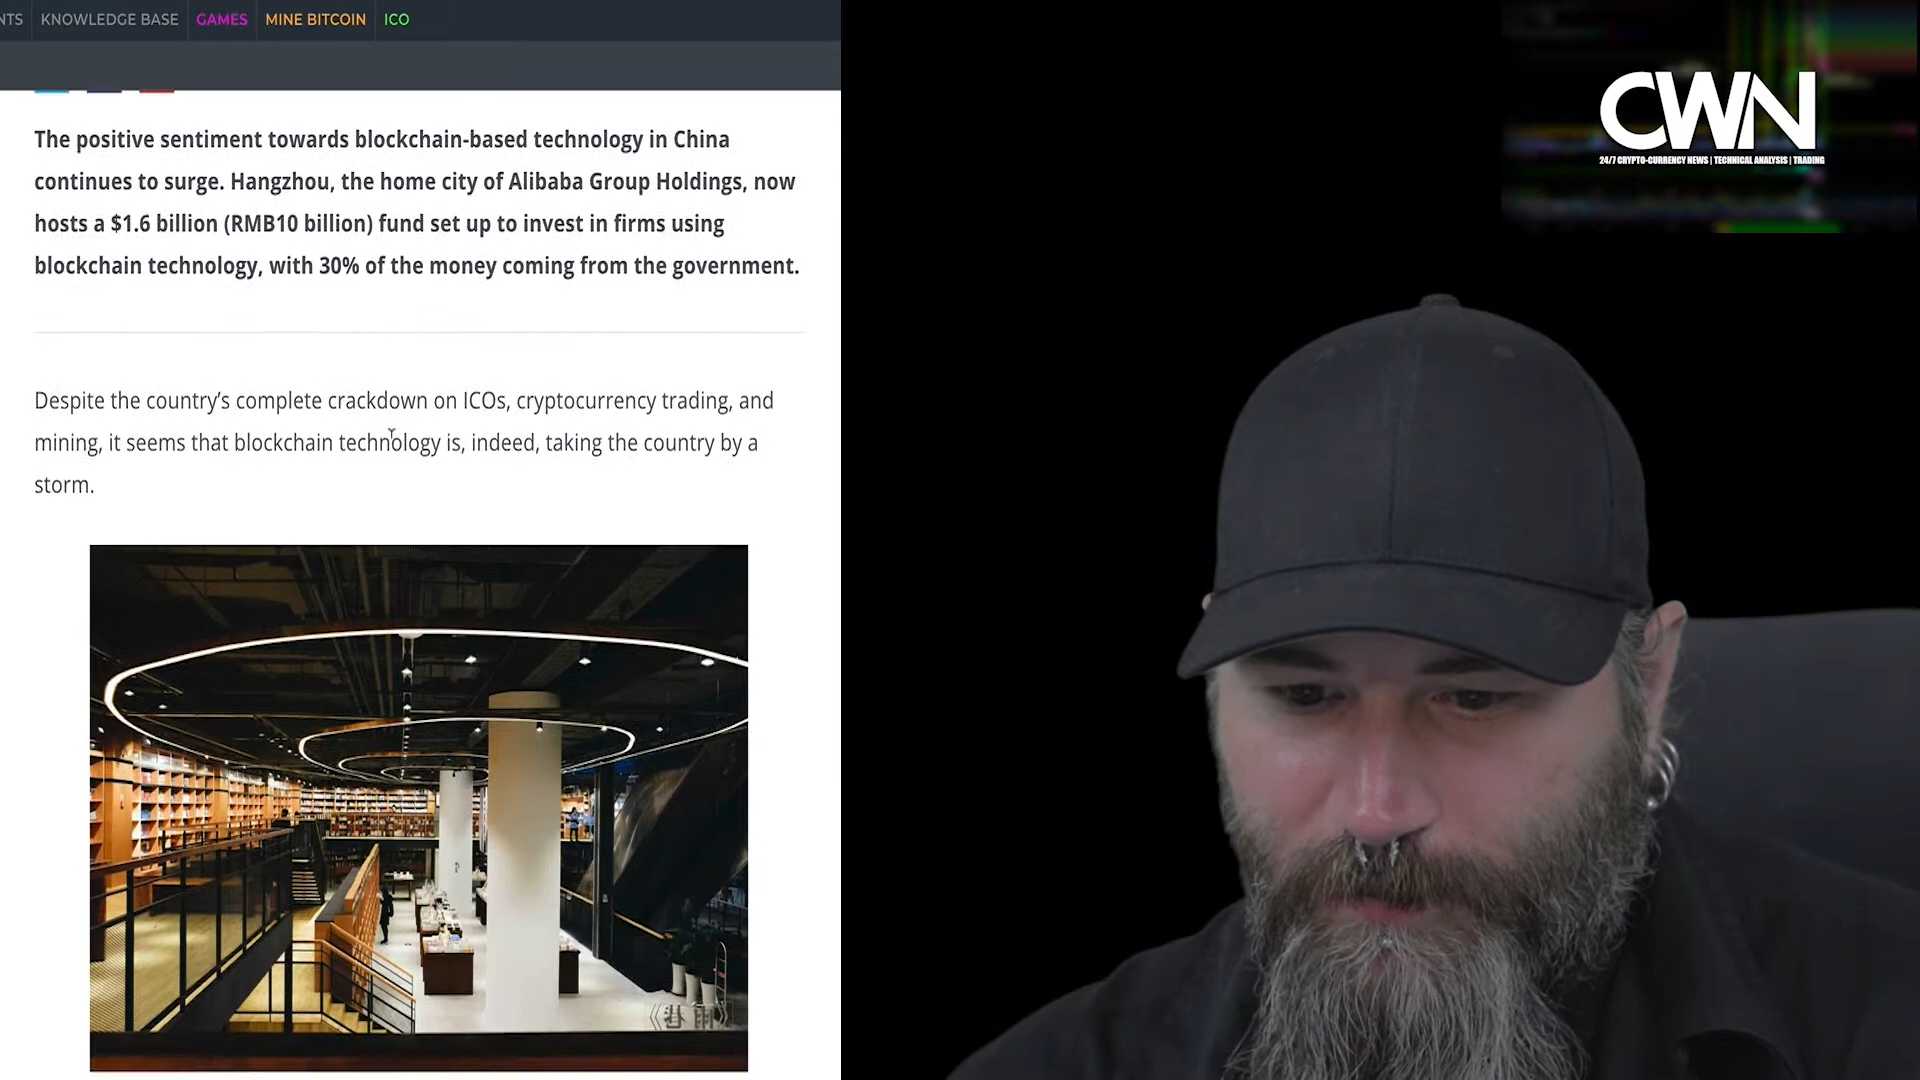 NTS KNOWLEDGE BASE GAMES MINE BITCOIN ICO
The positive sentiment towards blockchain-based technology in China
continues to surge. Hangzhou, the home city of Alibaba Group Holdings, now
hosts a $1.6 billion (RMB10 billion) fund set up to invest in firms using
blockchain technology, with 30% of the money coming from the government.
Despite the country’s complete crackdown on ICOs, cryptocurrency trading, and
mining, it seems that blockchain technology is, indeed, taking the country by a
storm.
CWN
24/7 CRYPTO-CURRENCY NEWS | TECHNICAL ANALYSIS | TRADING